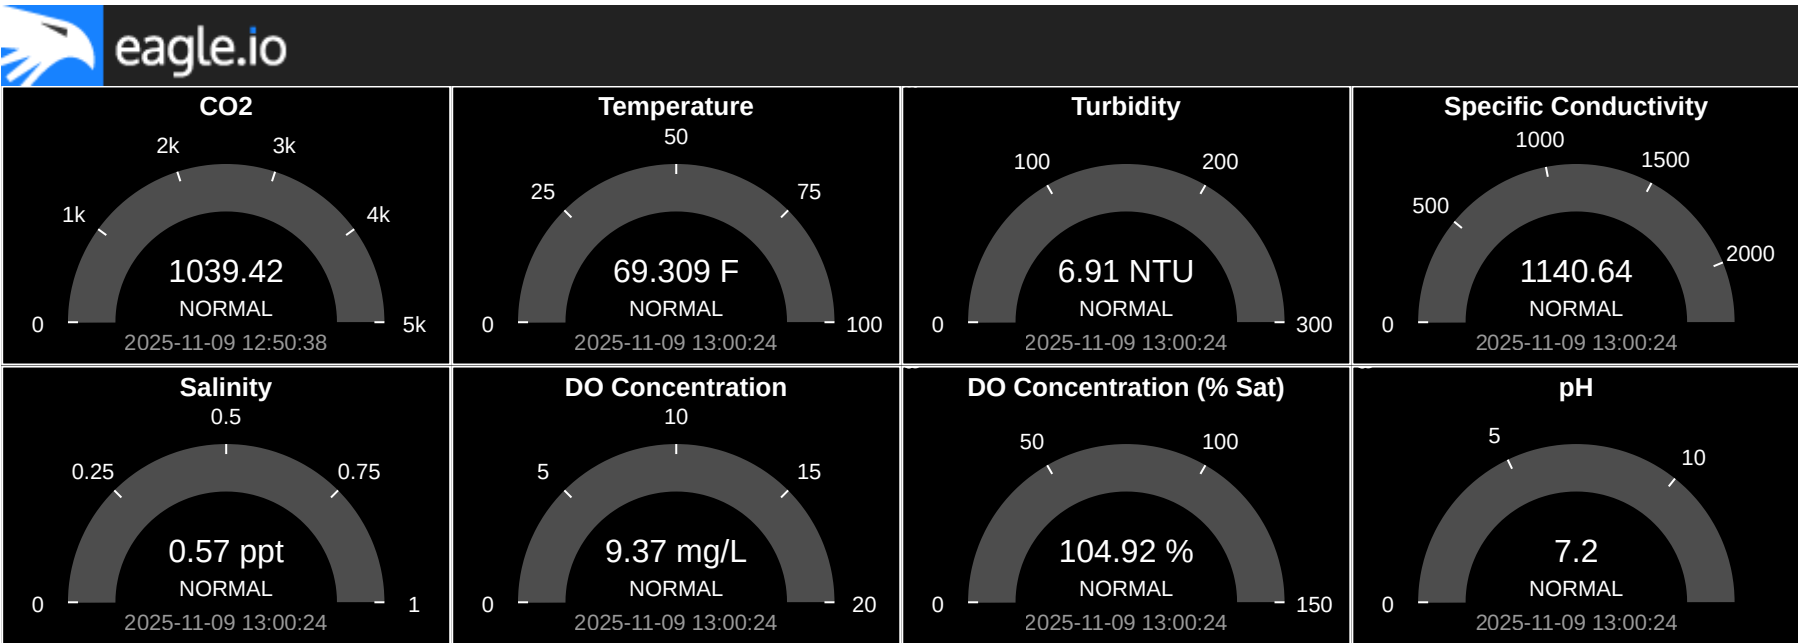 eagle.io
CO2
2k
3k
1k
4k
0
5k
1039.42
NORMAL
2025-11-09 12:50:38
Temperature
50
25
75
0
100
69.309 F
NORMAL
2025-11-09 13:00:24
Turbidity
100
200
0
300
6.91 NTU
NORMAL
2025-11-09 13:00:24
Specific Conductivity
1000
1500
500
2000
0
1140.64
NORMAL
2025-11-09 13:00:24
Salinity
0.5
0.25
0.75
0
1
0.57 ppt
NORMAL
2025-11-09 13:00:24
DO Concentration
10
5
15
0
20
9.37 mg/L
NORMAL
2025-11-09 13:00:24
DO Concentration (% Sat)
50
100
0
150
104.92 %
NORMAL
2025-11-09 13:00:24
pH
5
10
0
7.2
NORMAL
2025-11-09 13:00:24